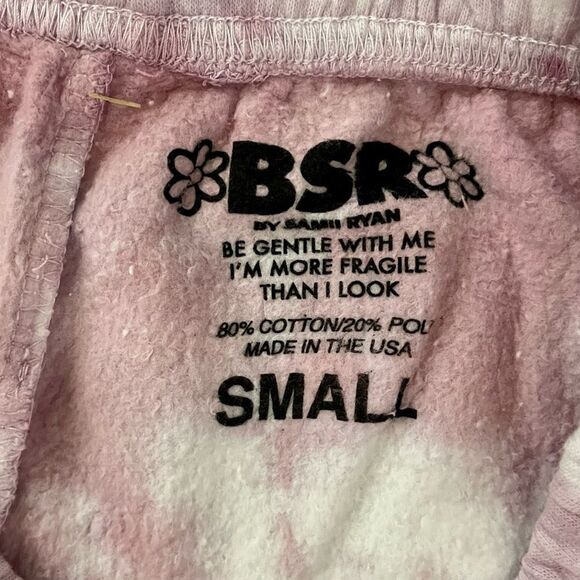 BSR
BY SAMII RYAN
BE GENTLE WITH ME
I'M MORE FRAGILE
THAN I LOOK
80% COTTON/20% POL
MADE IN THE USA
SMALL